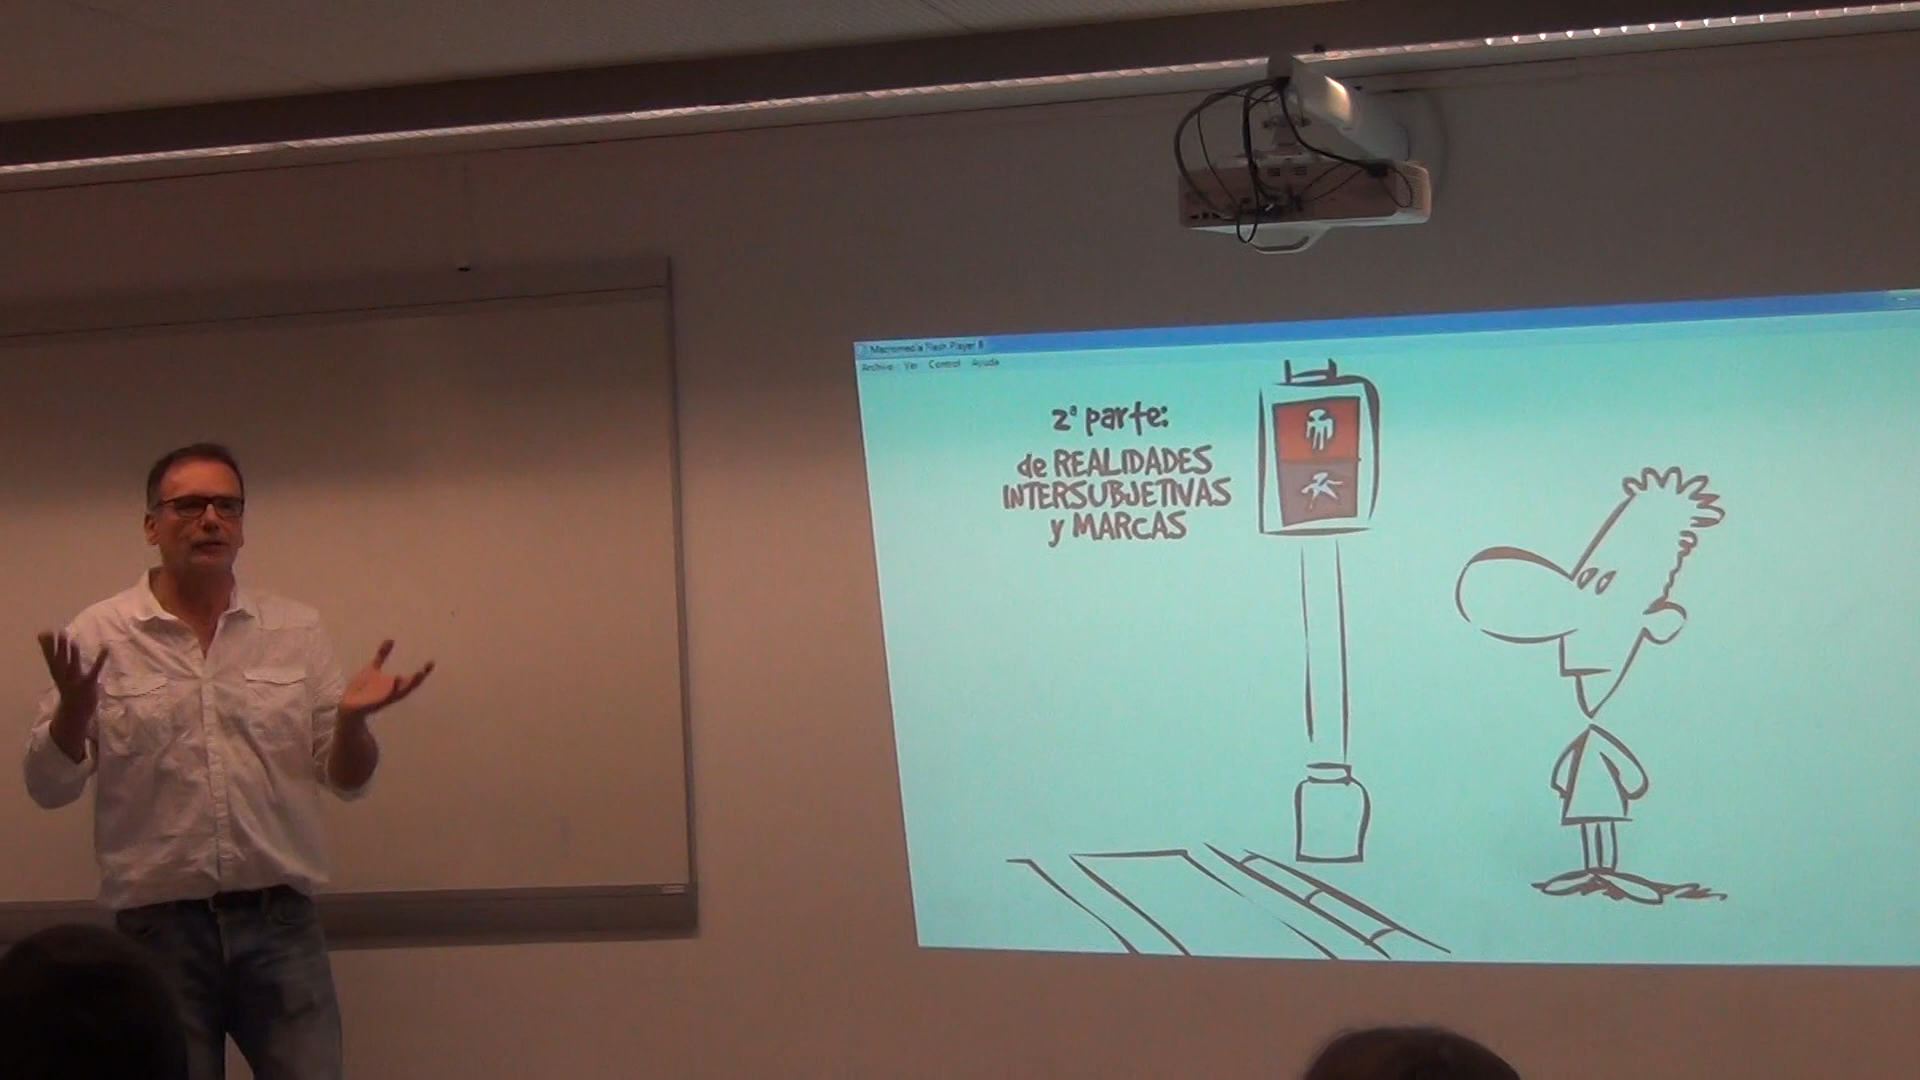 Macromedia Flash Player 8
Archivo Ver Control Ayuda
2ª parte:
de REALIDADES
INTERSUBJETIVAS
y MARCAS